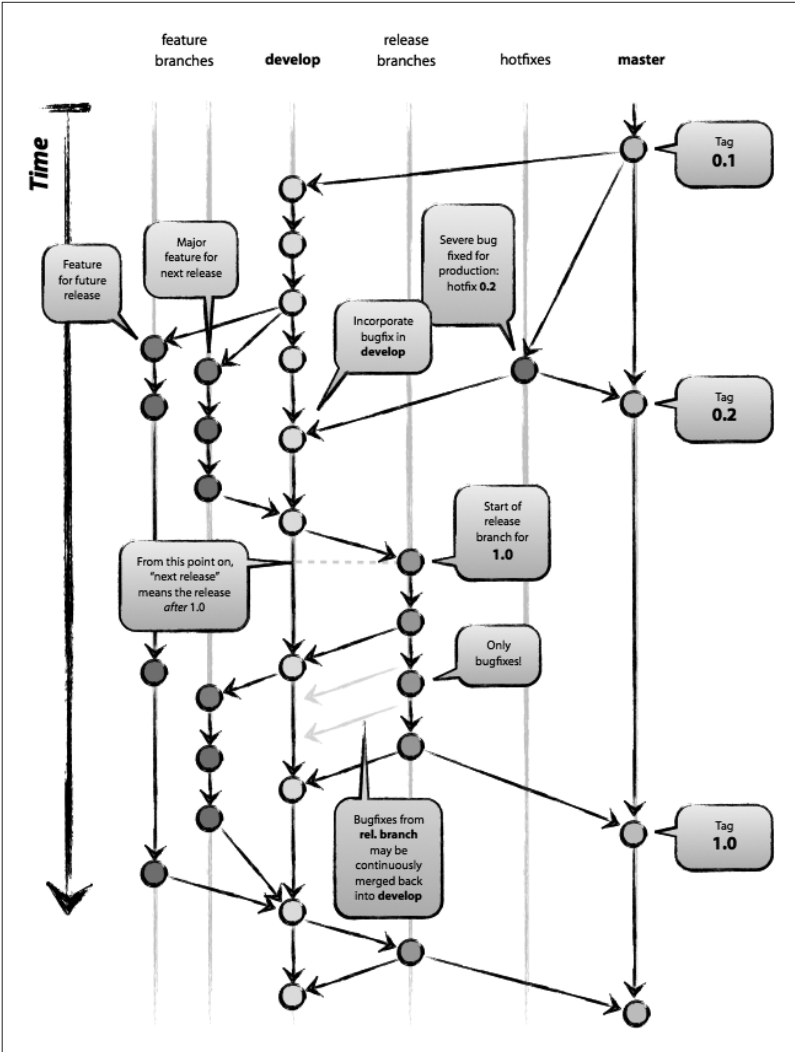 feature
branches
develop
release
branches
hotfixes
master
Time
Tag
0.1
Feature
for future
release
Major
feature for
next release
Severe bug
fixed for
production:
hotfix 0.2
Incorporate
bugfix in
develop
Tag
0.2
Start of
release
branch for
1.0
From this point on,
"next release"
means the release
after 1.0
Only
bugfixes!
Bugfixes from
rel. branch
may be
continuously
merged back
into develop
Tag
1.0